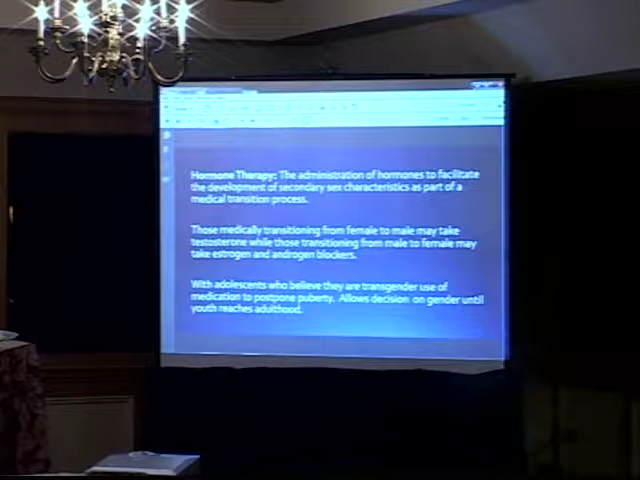 Hormone Therapy: The administration of hormones to facilitate
the development of secondary sex characteristics as part of a
medical transition process.
Those medically transitioning from female to male may take
testosterone while those transitioning from male to female may
take estrogen and androgen blockers.
With adolescents who believe they are transgender use of
medication to postpone puberty. Allows decision on gender until
youth reaches adulthood.